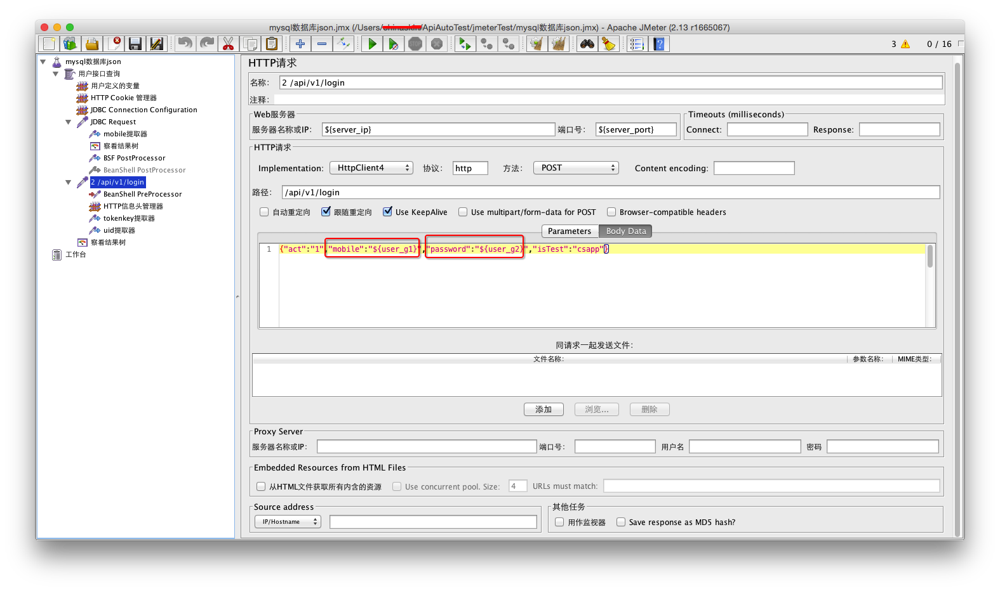 mysql数据库json.jmx (/Users/ /ApiAutoTest/jmeterTest/mysql数据库json.jmx) - Apache JMeter (2.13 r1665067)
3 0 / 16
mysql数据库json
用户接口查询
用户定义的变量
HTTP Cookie 管理器
JDBC Connection Configuration
JDBC Request
mobile提取器
察看结果树
BSF PostProcessor
BeanShell PostProcessor
2 /api/v1/login
BeanShell PreProcessor
HTTP信息头管理器
tokenkey提取器
uid提取器
察看结果树
工作台
HTTP请求
名称: 2 /api/v1/login
注释:
Web服务器
服务器名称或IP: ${server_ip} 端口号: ${server_port}
Timeouts (milliseconds)
Connect: Response:
HTTP请求
Implementation: HttpClient4 协议: http 方法: POST Content encoding:
路径: /api/v1/login
自动重定向 跟随重定向 Use KeepAlive Use multipart/form-data for POST Browser-compatible headers
Parameters Body Data
1 {"act":"1","mobile":"${user_g1}","password":"${user_g2}","isTest":"csapp"}
同请求一起发送文件:
文件名称: 参数名称: MIME类型:
添加 浏览... 删除
Proxy Server
服务器名称或IP: 端口号: 用户名 密码
Embedded Resources from HTML Files
从HTML文件获取所有内含的资源 Use concurrent pool. Size: 4 URLs must match:
Source address
IP/Hostname
其他任务
用作监视器 Save response as MD5 hash?